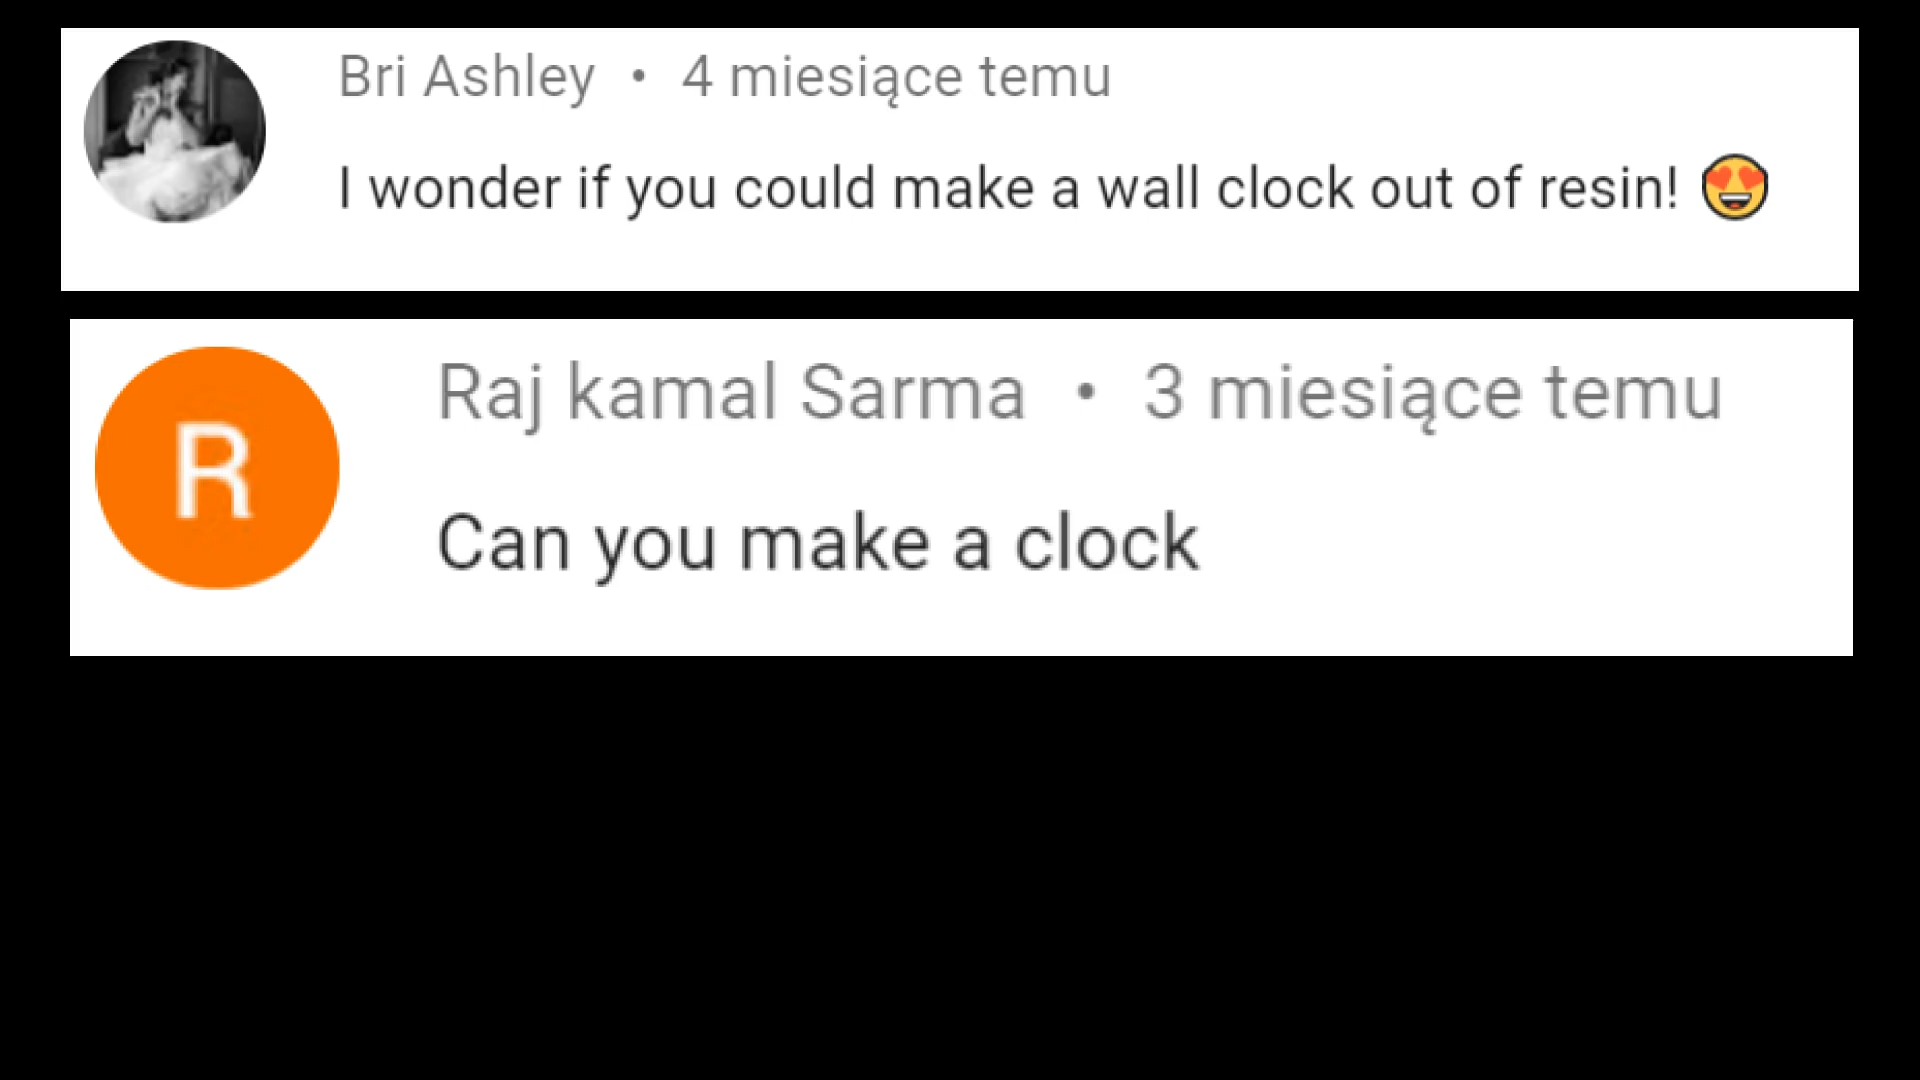 Bri Ashley • 4 miesiące temu
I wonder if you could make a wall clock out of resin! 😍
R
Raj kamal Sarma • 3 miesiące temu
Can you make a clock